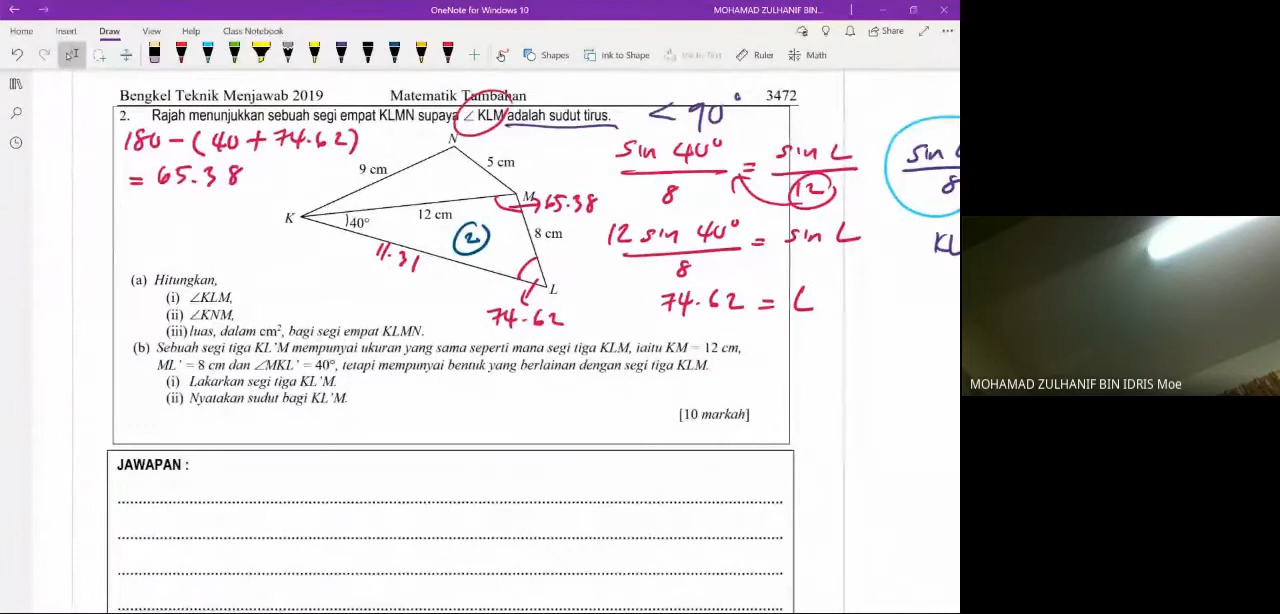 OneNote for Windows 10
MOHAMAD ZULHANIF BIN...
Home Insert Draw View Help Class Notebook
Share
Shapes Ink to Shape Ink to Text Ruler Math
Bengkel Teknik Menjawab 2019 Matematik Tambahan 3472
2. Rajah menunjukkan sebuah segi empat KLMN supaya ∠ KLM adalah sudut tirus. < 90°
180 - (40 + 74.62)
= 65.38
sin 40° / 8 = sin L / 12
sin
8
N
9 cm
5 cm
K
40°
12 cm
M
65.38
8 cm
2
11.31
L
74.62
12 sin 40° / 8 = sin L
KL
74.62 = L
(a) Hitungkan,
(i) ∠KLM,
(ii) ∠KNM,
(iii) luas, dalam cm², bagi segi empat KLMN.
(b) Sebuah segi tiga KL'M mempunyai ukuran yang sama seperti mana segi tiga KLM, iaitu KM = 12 cm,
ML' = 8 cm dan ∠MKL' = 40°, tetapi mempunyai bentuk yang berlainan dengan segi tiga KLM.
(i) Lakarkan segi tiga KL'M.
(ii) Nyatakan sudut bagi KL'M.
[10 markah]
JAWAPAN :
MOHAMAD ZULHANIF BIN IDRIS Moe